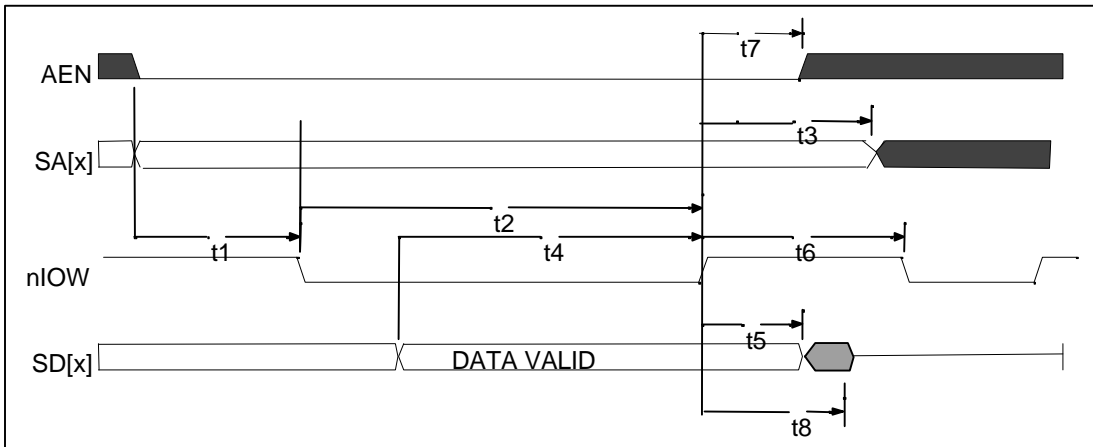 t7
AEN
t3
SA[x]
t2
t1
t4
t6
nIOW
t5
DATA VALID
SD[x]
t8